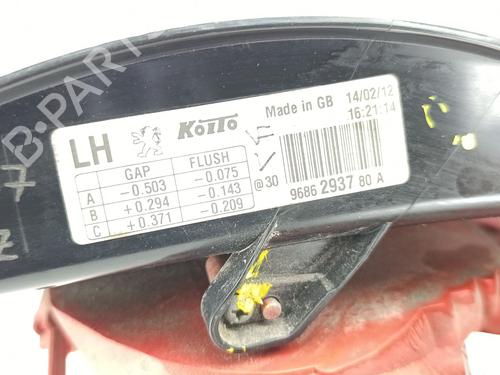 B-PARTS
LH KOITO Made in GB 14/02/12
16:21:14
GAP FLUSH
A -0.503 -0.075
B +0.294 -0.143
C +0.371 -0.209
@30
9686 2937 80 A
7